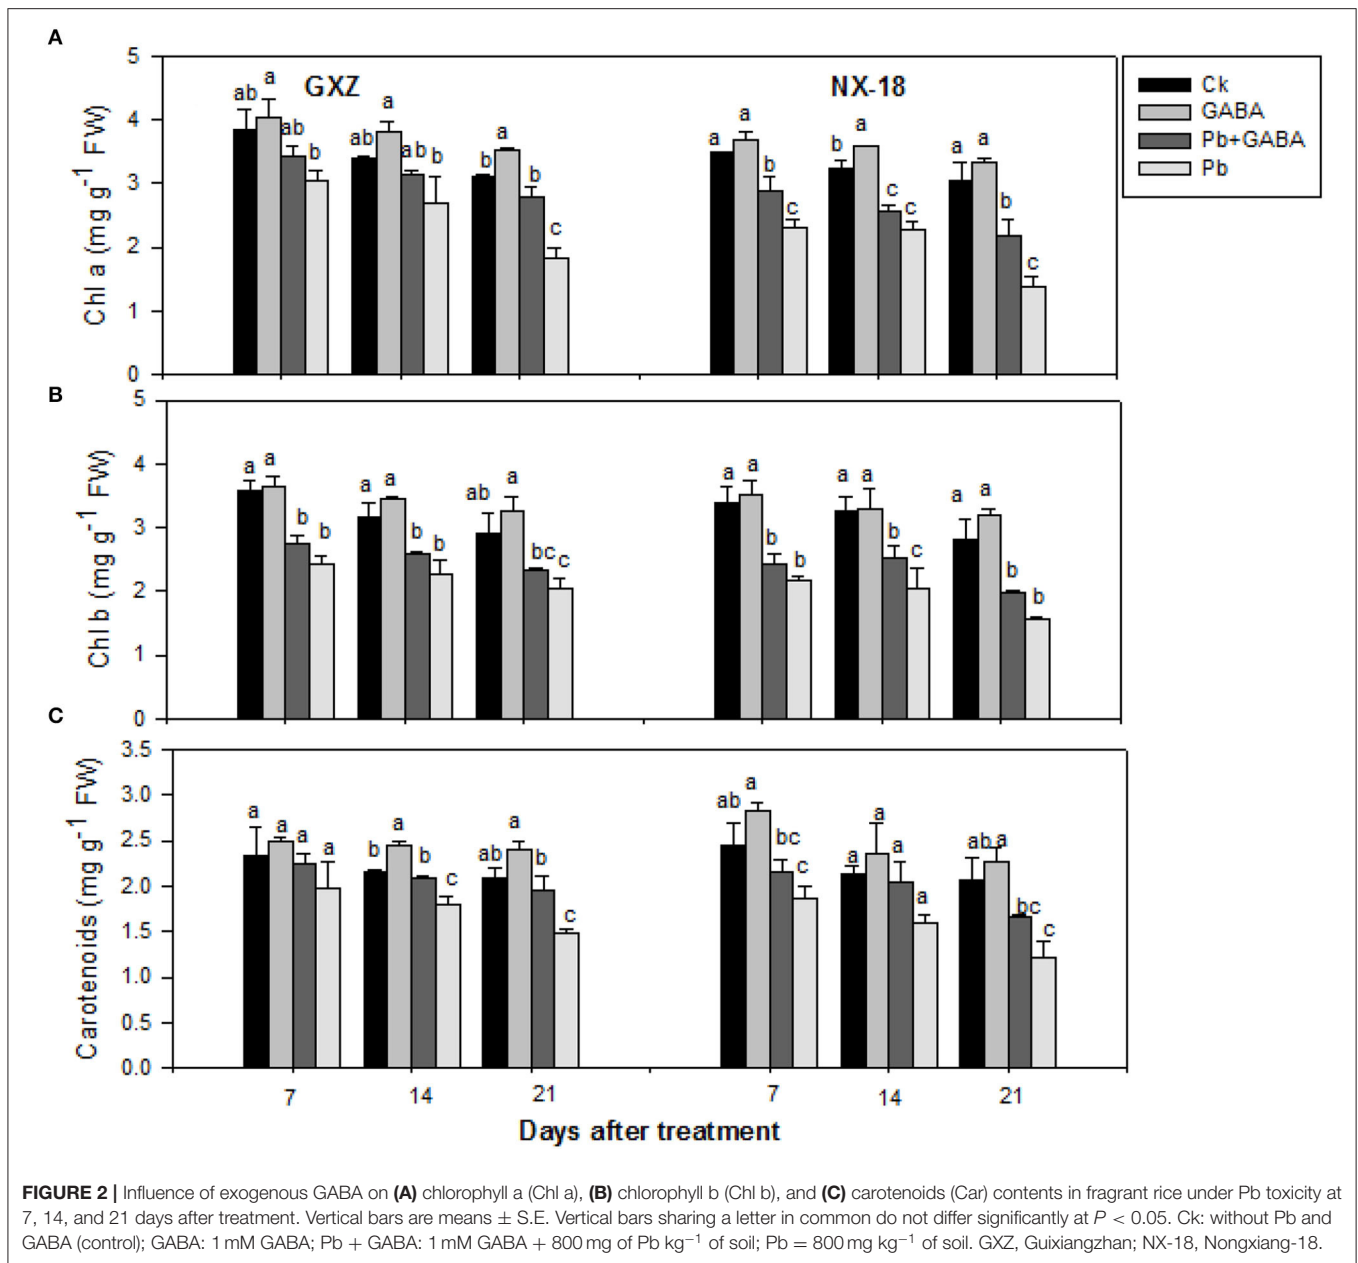 A
GXZ
NX-18
Ck
GABA
Pb+GABA
Pb
Chl a (mg g⁻¹ FW)
5
4
3
2
1
0
ab
a
ab
b
ab
a
ab
b
b
a
b
c
a
a
b
c
b
a
c
c
a
a
b
c
B
Chl b (mg g⁻¹ FW)
5
4
3
2
1
0
a
a
b
b
a
a
b
b
ab
a
bc
c
a
a
b
b
a
a
b
c
a
a
b
b
C
Carotenoids (mg g⁻¹ FW)
3.5
3.0
2.5
2.0
1.5
1.0
0.5
0.0
a
a
a
a
b
a
b
c
ab
a
b
c
ab
a
bc
c
a
a
a
a
ab
a
bc
c
7
14
21
7
14
21
Days after treatment
FIGURE 2 | Influence of exogenous GABA on (A) chlorophyll a (Chl a), (B) chlorophyll b (Chl b), and (C) carotenoids (Car) contents in fragrant rice under Pb toxicity at
7, 14, and 21 days after treatment. Vertical bars are means ± S.E. Vertical bars sharing a letter in common do not differ significantly at P < 0.05. Ck: without Pb and
GABA (control); GABA: 1 mM GABA; Pb + GABA: 1 mM GABA + 800 mg of Pb kg⁻¹ of soil; Pb = 800 mg kg⁻¹ of soil. GXZ, Guixiangzhan; NX-18, Nongxiang-18.